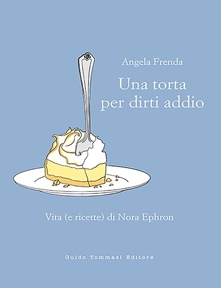 Angela Frenda
Una torta
per dirti addio
Vita (e ricette) di Nora Ephron
Guido Tommasi Editore